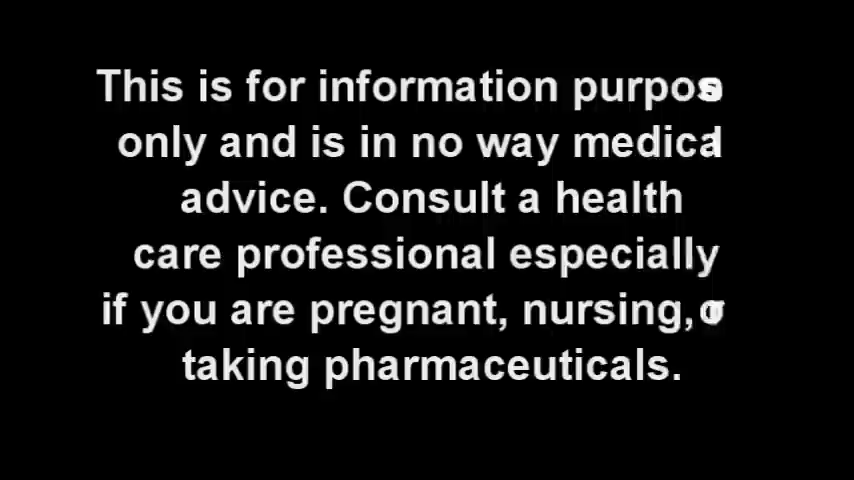 This is for information purposes
only and is in no way medical
advice. Consult a health
care professional especially
if you are pregnant, nursing, or
taking pharmaceuticals.